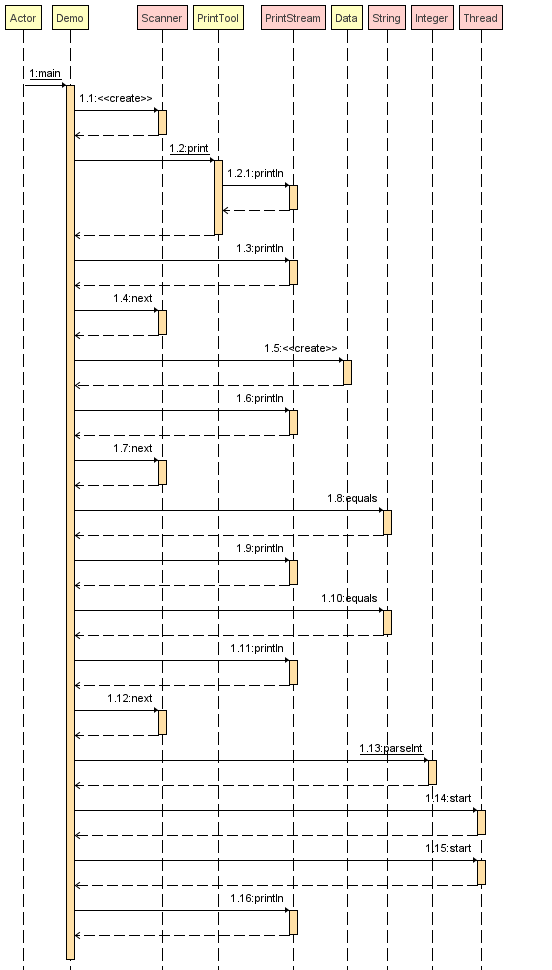 Actor Demo Scanner PrintTool PrintStream Data String Integer Thread
1:main
1.1:<<create>>
1.2:print
1.2.1:println
1.3:println
1.4:next
1.5:<<create>>
1.6:println
1.7:next
1.8:equals
1.9:println
1.10:equals
1.11:println
1.12:next
1.13:parseInt
1.14:start
1.15:start
1.16:println